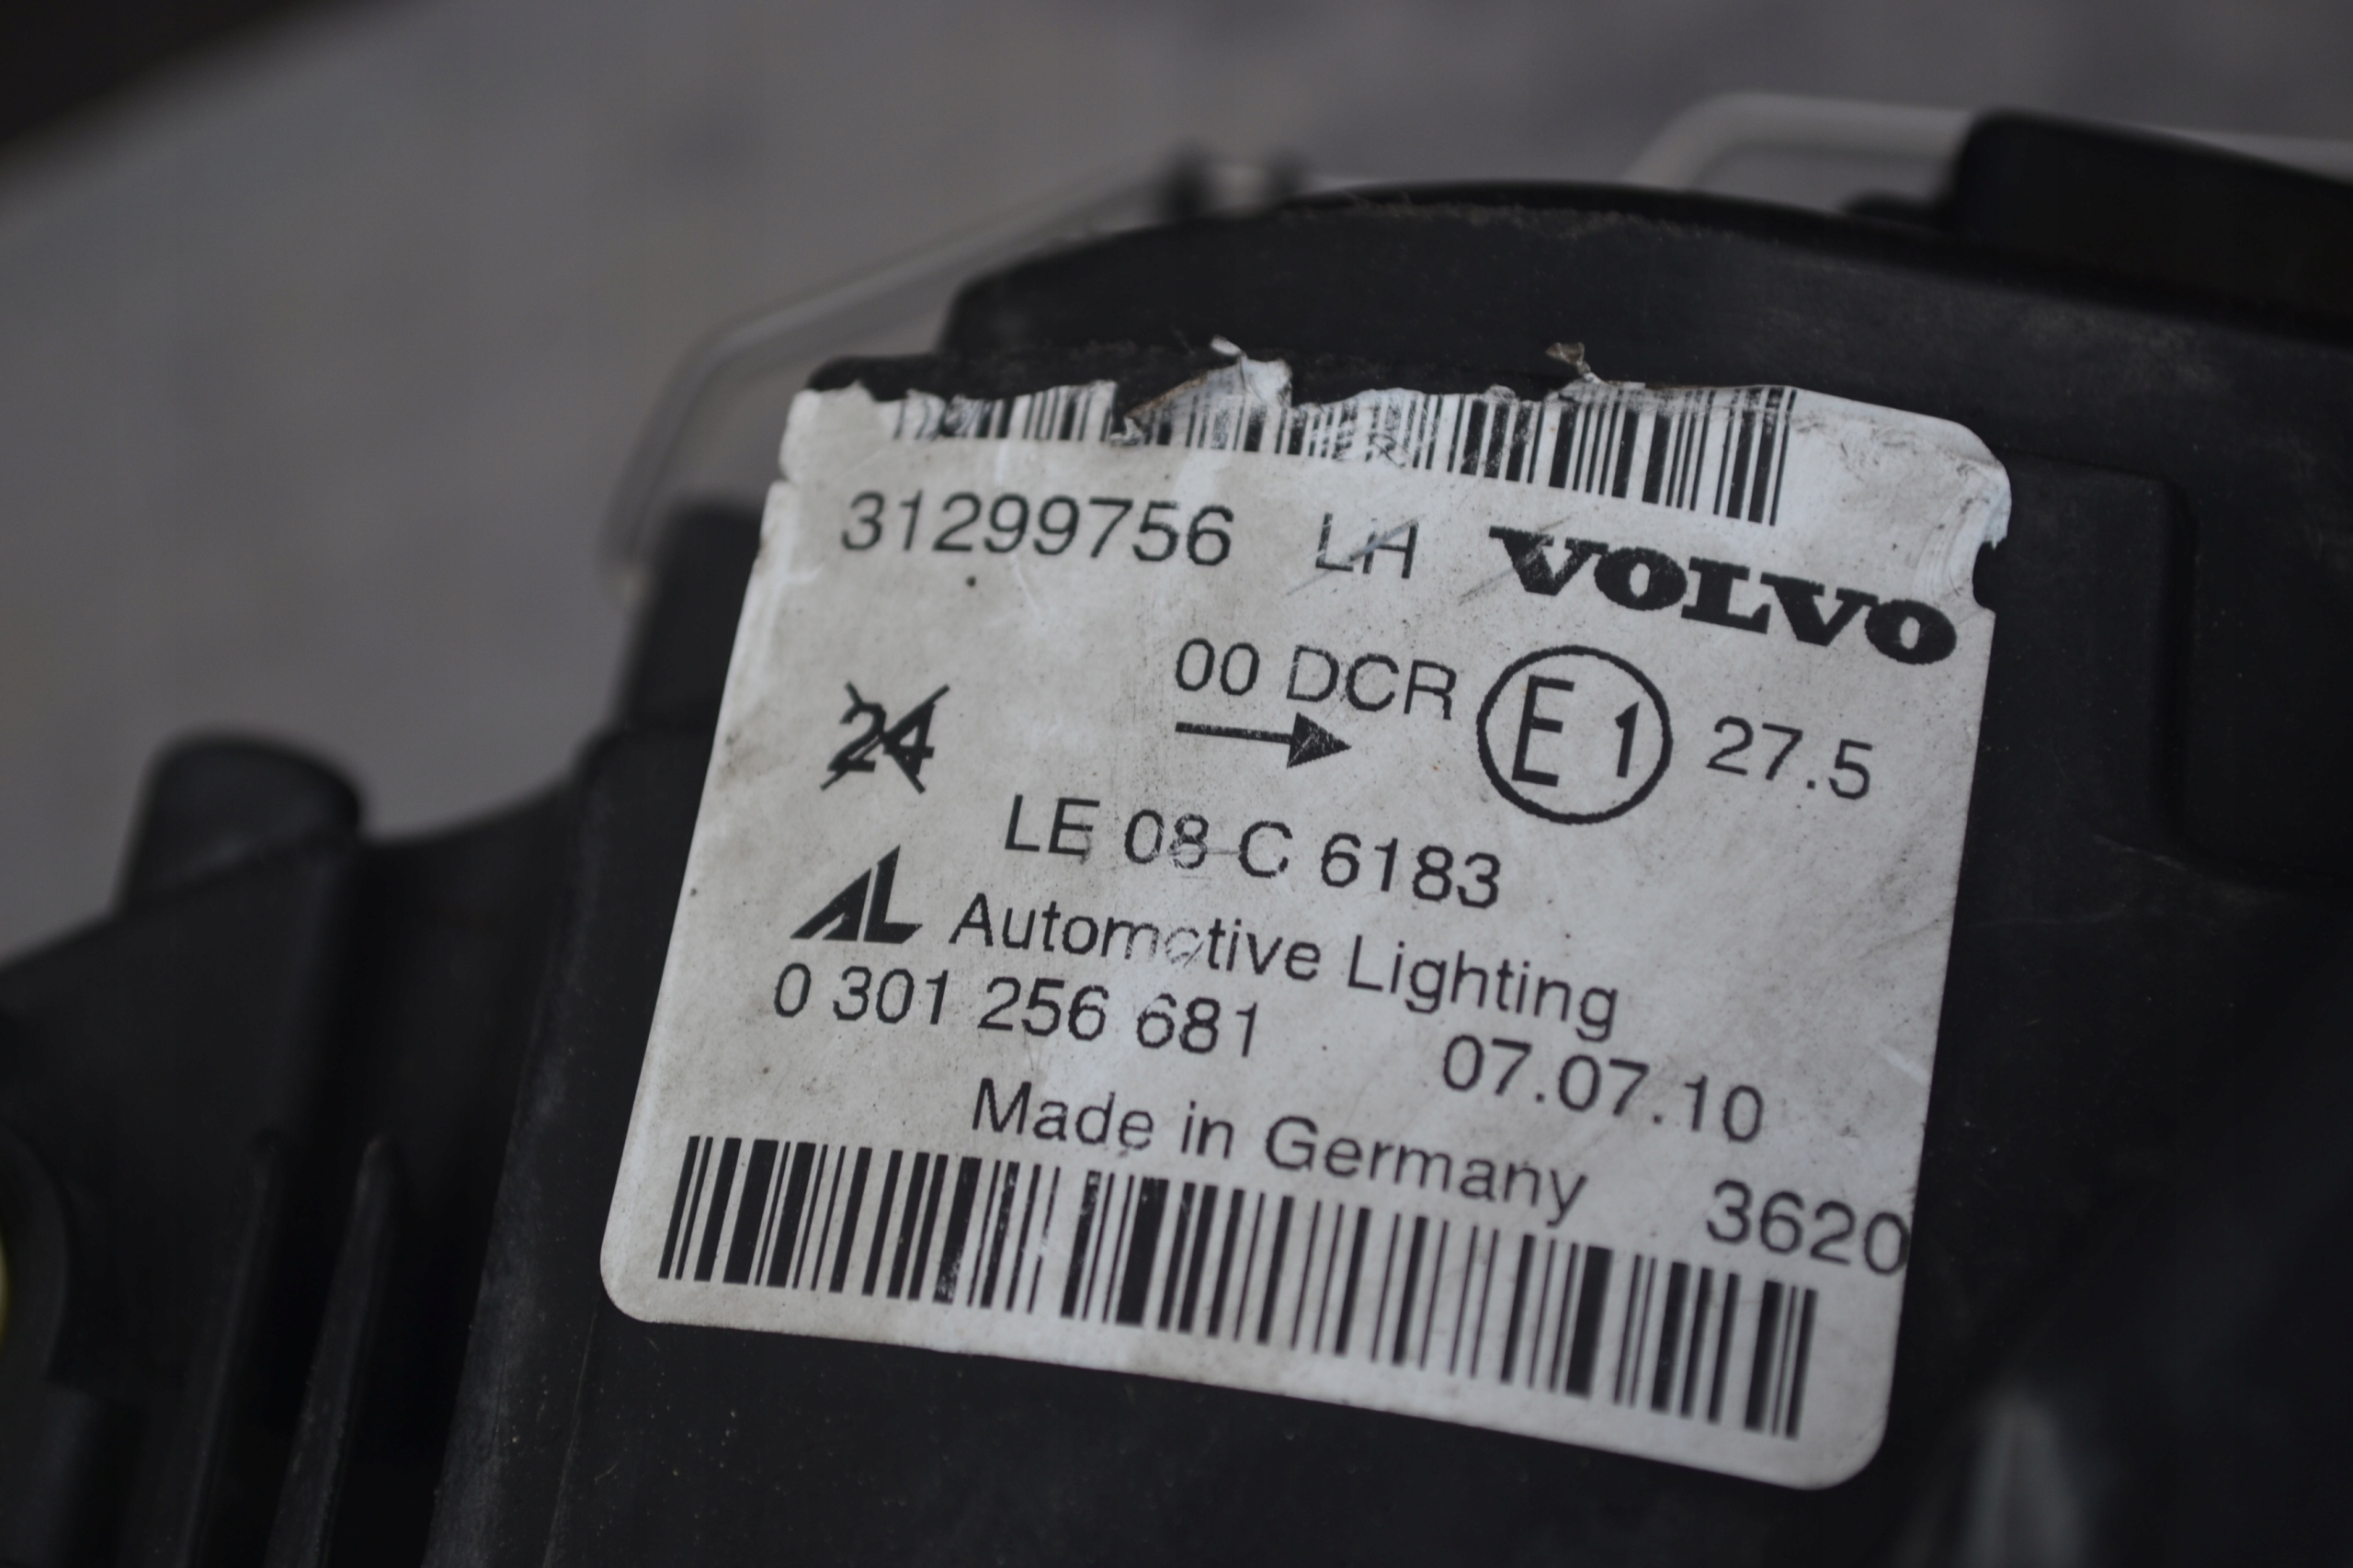 31299756 LH VOLVO
00 DCR E1 27.5
24
LE 08 C 6183
AL Automotive Lighting
0 301 256 681 07.07.10
Made in Germany 3620